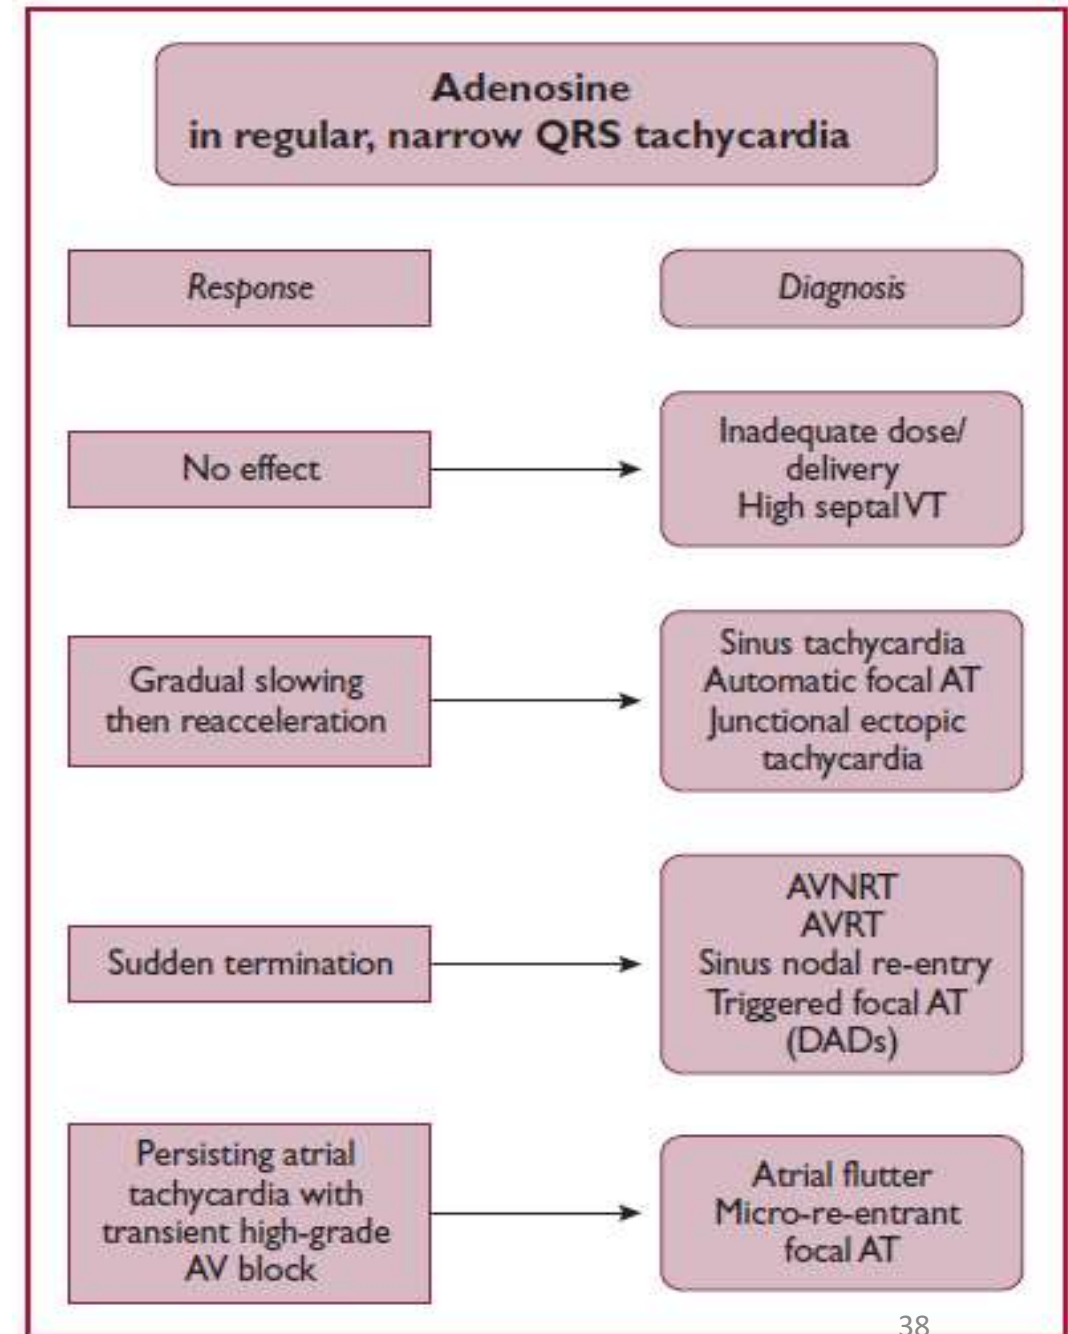 Adenosine
in regular, narrow QRS tachycardia
Response
Diagnosis
No effect
Inadequate dose/
delivery
High septal VT
Gradual slowing
then reacceleration
Sinus tachycardia
Automatic focal AT
Junctional ectopic
tachycardia
Sudden termination
AVNRT
AVRT
Sinus nodal re-entry
Triggered focal AT
(DADs)
Persisting atrial
tachycardia with
transient high-grade
AV block
Atrial flutter
Micro-re-entrant
focal AT
38